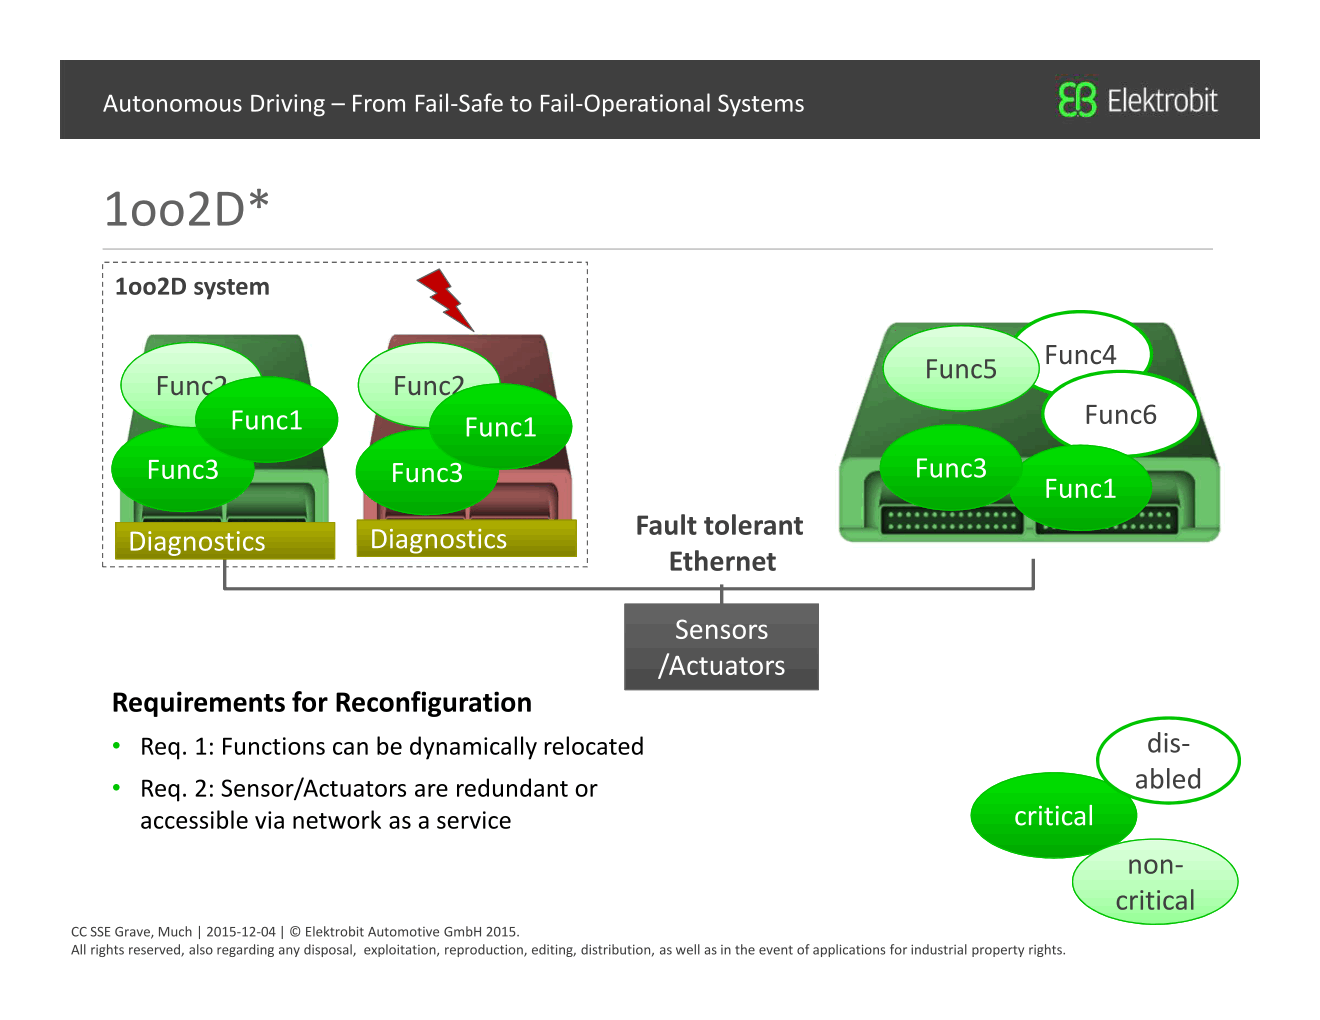 Autonomous Driving – From Fail-Safe to Fail-Operational Systems
Elektrobit
1oo2D*
1oo2D system
Func2
Func1
Func3
Diagnostics
Func2
Func1
Func3
Diagnostics
Func5
Func4
Func6
Func3
Func1
Fault tolerant
Ethernet
Sensors
/Actuators
Requirements for Reconfiguration
• Req. 1: Functions can be dynamically relocated
• Req. 2: Sensor/Actuators are redundant or
accessible via network as a service
dis-
abled
critical
non-
critical
CC SSE Grave, Much | 2015-12-04 | © Elektrobit Automotive GmbH 2015.
All rights reserved, also regarding any disposal, exploitation, reproduction, editing, distribution, as well as in the event of applications for industrial property rights.